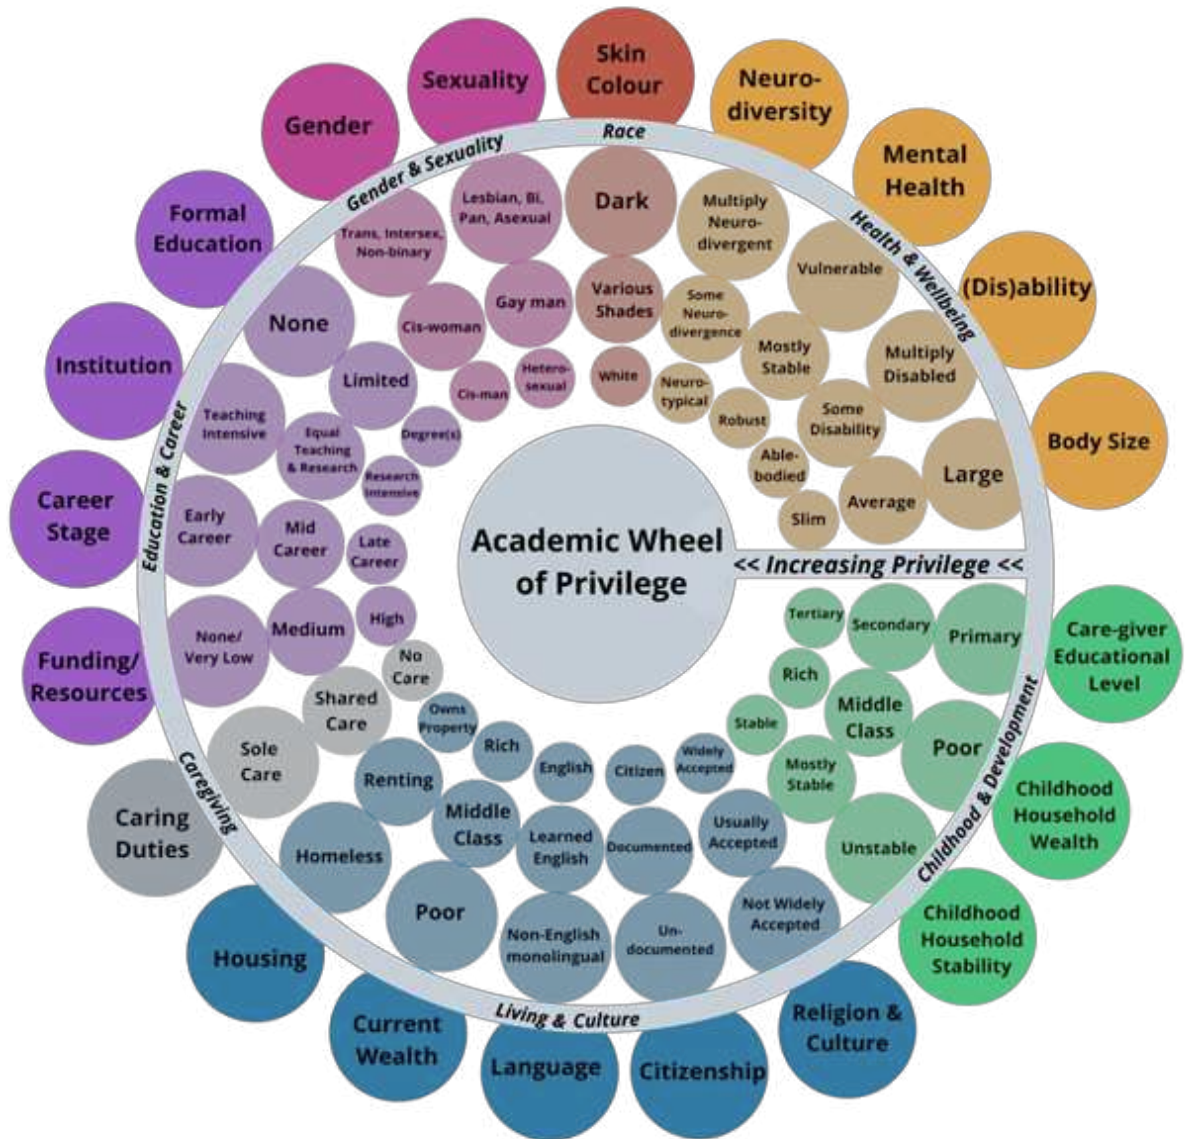 Academic Wheel
of Privilege
<< Increasing Privilege <<
Race
Skin
Colour
Dark
Various
Shades
White
Health & Wellbeing
Neuro-
diversity
Multiply
Neuro-
divergent
Some
Neuro-
divergence
Neuro-
typical
Mental
Health
Vulnerable
Mostly
Stable
Robust
(Dis)ability
Multiply
Disabled
Some
Disability
Able-
bodied
Body Size
Large
Average
Slim
Childhood & Development
Care-giver
Educational
Level
Primary
Secondary
Tertiary
Childhood
Household
Wealth
Poor
Middle
Class
Rich
Childhood
Household
Stability
Unstable
Mostly
Stable
Stable
Living & Culture
Religion &
Culture
Not Widely
Accepted
Usually
Accepted
Widely
Accepted
Citizenship
Un-
documented
Documented
Citizen
Language
Non-English
monolingual
Learned
English
English
Current
Wealth
Poor
Middle
Class
Rich
Housing
Homeless
Renting
Owns
Property
Caregiving
Caring
Duties
Sole
Care
Shared
Care
No
Care
Education & Career
Funding/
Resources
None/
Very Low
Medium
High
Career
Stage
Early
Career
Mid
Career
Late
Career
Institution
Teaching
Intensive
Equal
Teaching
& Research
Research
Intensive
Formal
Education
None
Limited
Degree(s)
Gender & Sexuality
Gender
Trans, Intersex,
Non-binary
Cis-woman
Cis-man
Sexuality
Lesbian, Bi,
Pan, Asexual
Gay man
Hetero-
sexual